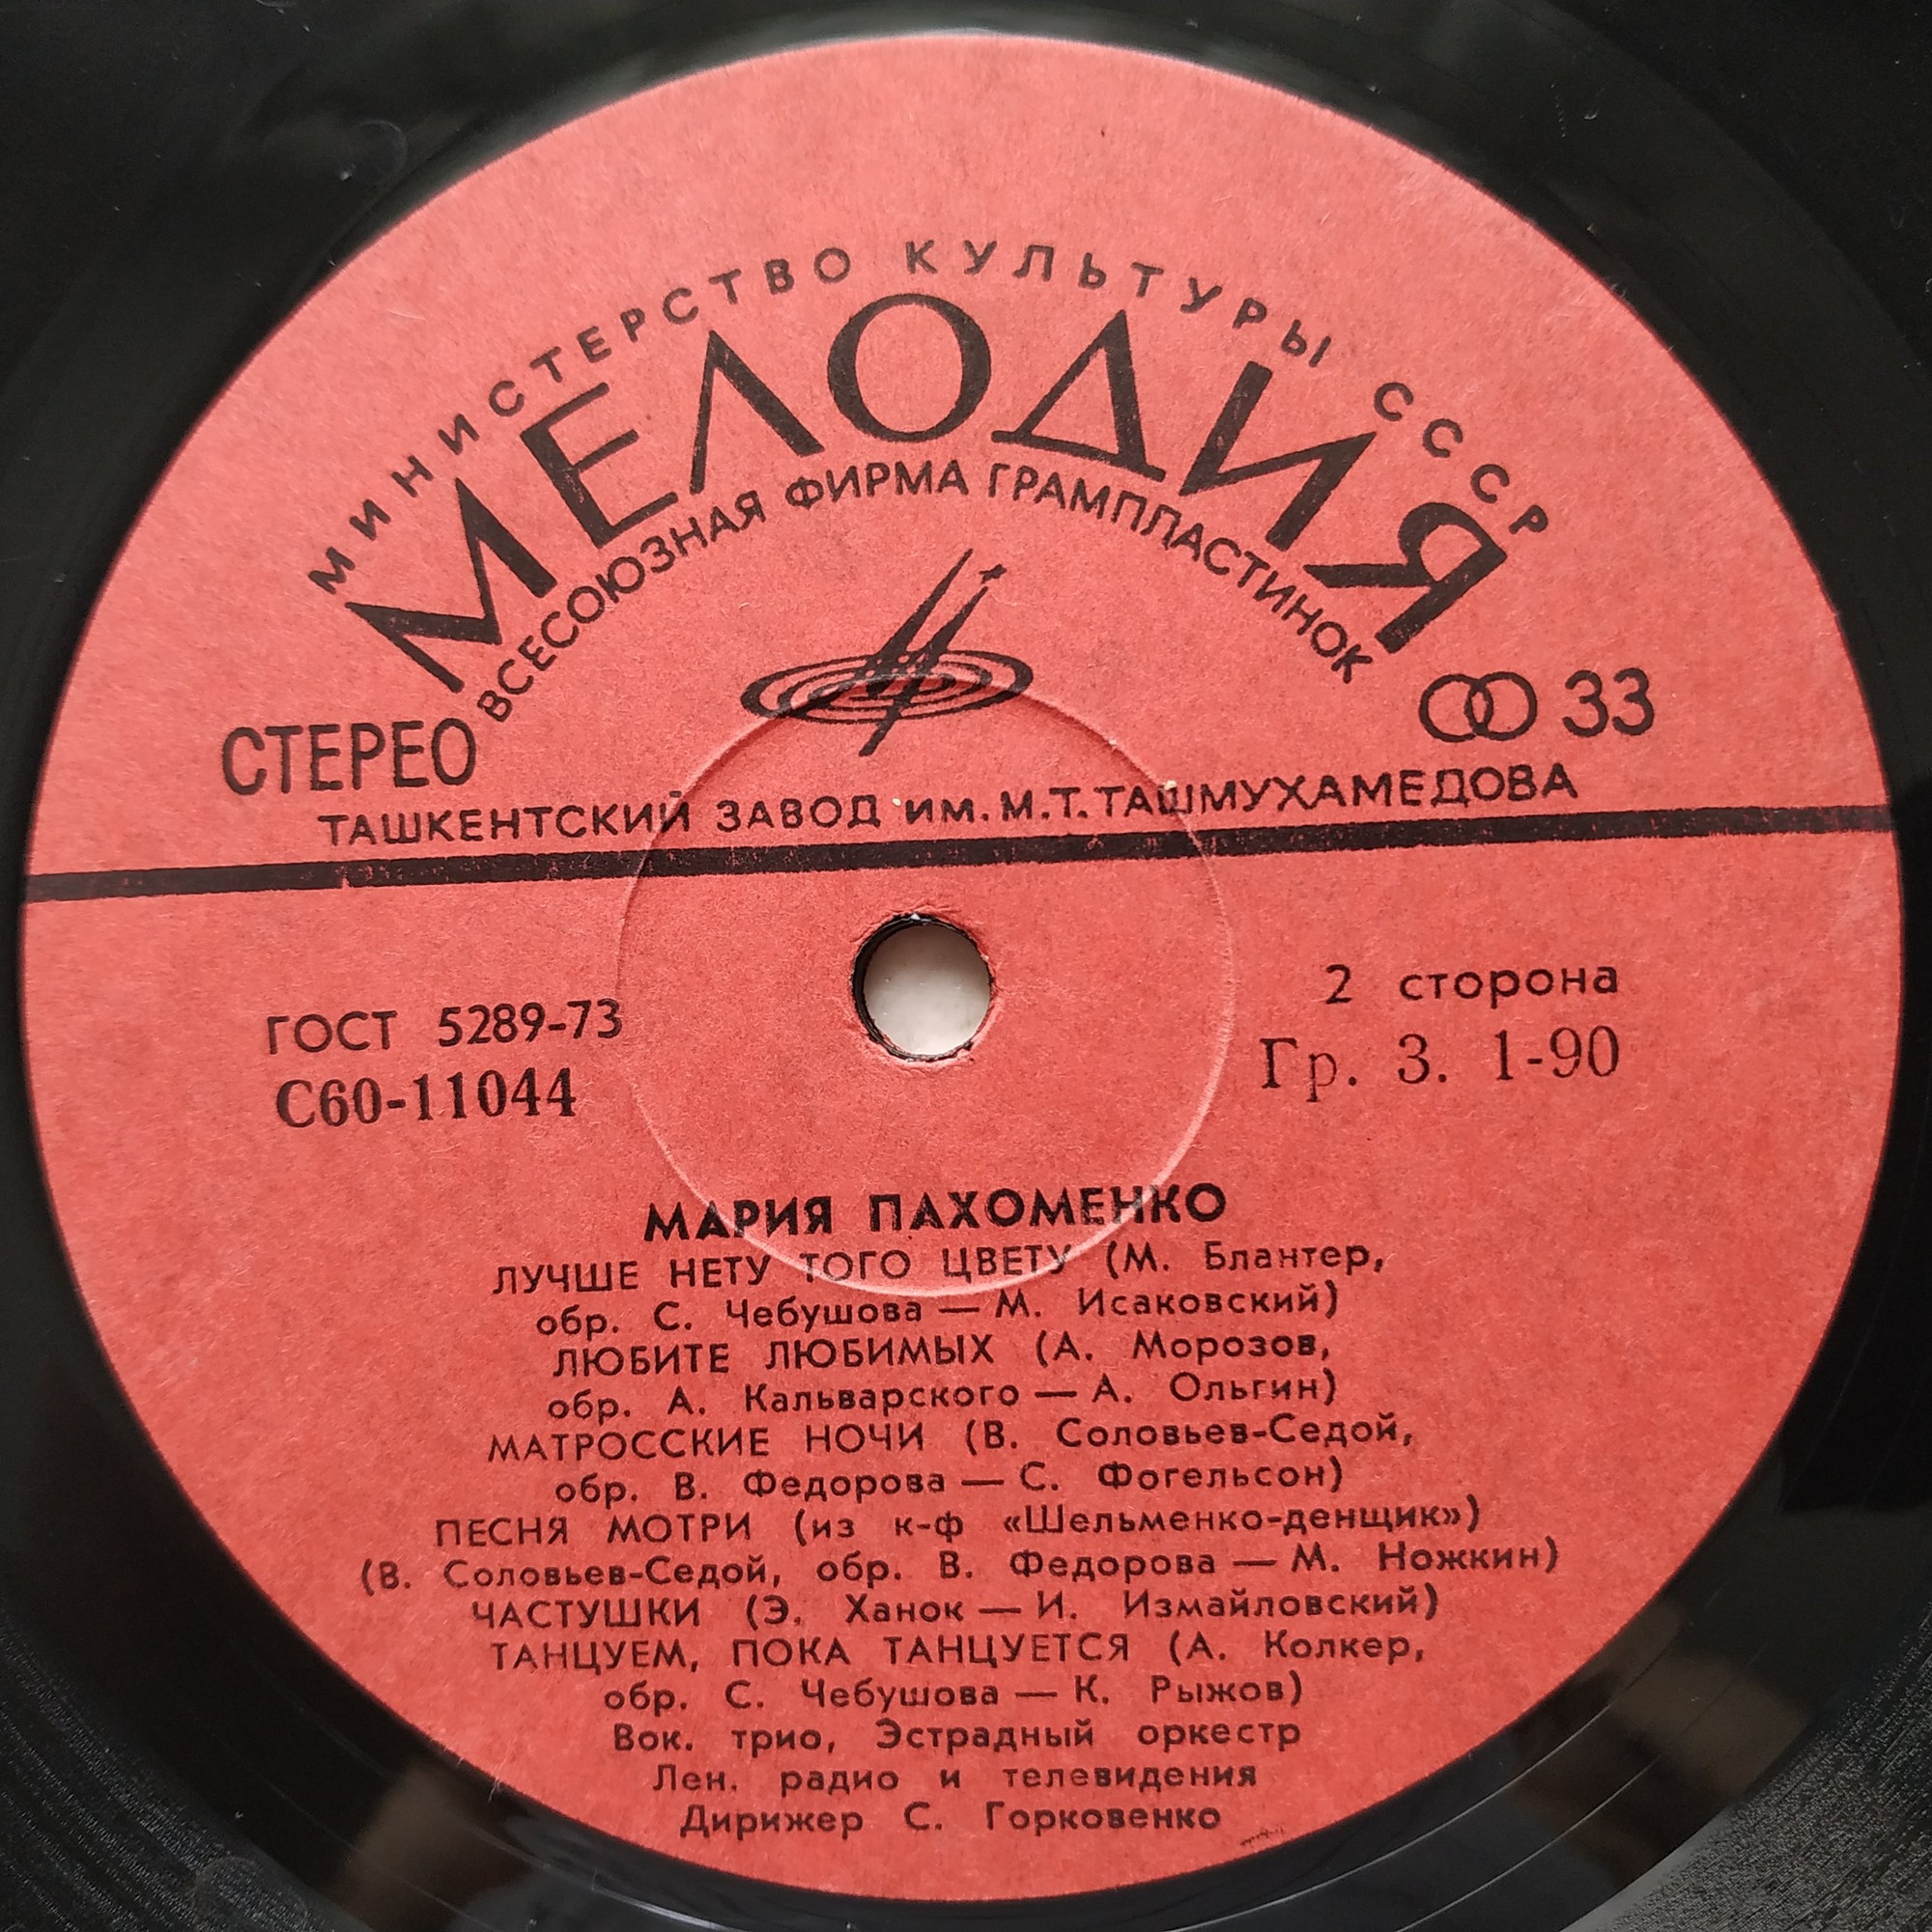 МИНИСТЕРСТВО КУЛЬТУРЫ СССР
МЕЛОДИЯ
ВСЕСОЮЗНАЯ ФИРМА ГРАМПЛАСТИНОК
СТЕРЕО
33
ТАШКЕНТСКИЙ ЗАВОД ИМ. М.Т. ТАШМУХАМЕДОВА
ГОСТ 5289-73
С60-11044
2 сторона
Гр. 3. 1-90
МАРИЯ ПАХОМЕНКО
ЛУЧШЕ НЕТУ ТОГО ЦВЕТУ (М. Блантер,
обр. С. Чебушова — М. Исаковский)
ЛЮБИТЕ ЛЮБИМЫХ (А. Морозов,
обр. А. Кальварского — А. Ольгин)
МАТРОССКИЕ НОЧИ (В. Соловьев-Седой,
обр. В. Федорова — С. Фогельсон)
ПЕСНЯ МОТРИ (из к-ф «Шельменко-денщик»)
(В. Соловьев-Седой, обр. В. Федорова — М. Ножкин)
ЧАСТУШКИ (Э. Ханок — И. Измайловский)
ТАНЦУЕМ, ПОКА ТАНЦУЕТСЯ (А. Колкер,
обр. С. Чебушова — К. Рыжов)
Вок. трио, Эстрадный оркестр
Лен. радио и телевидения
Дирижер С. Горковенко